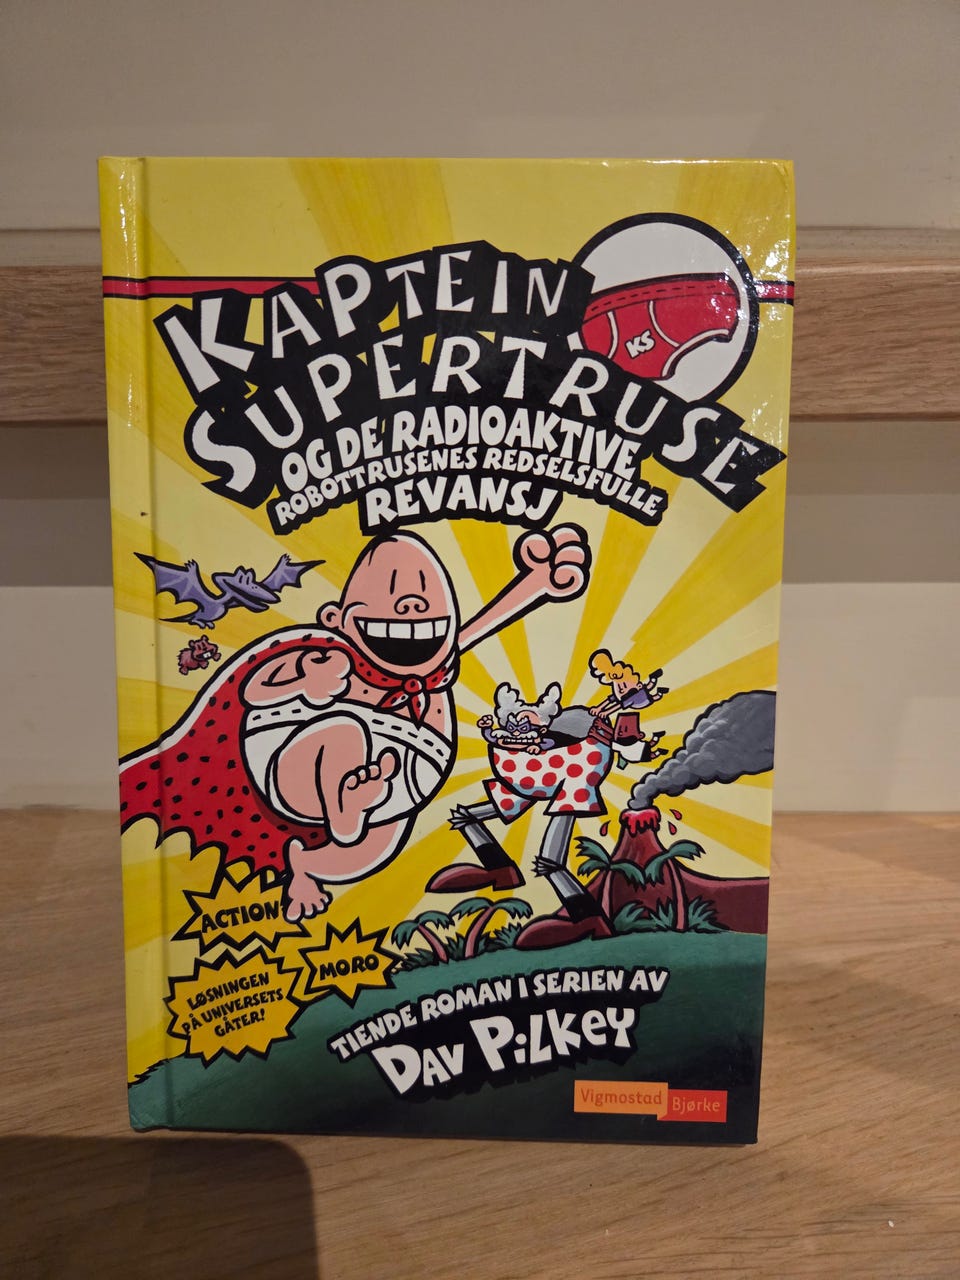 KAPTEIN
SUPERTRUSE
KS
OG DE RADIOAKTIVE
ROBOTTRUSENES REDSELSFULLE
REVANSJ
ACTION
MORO
LØSNINGEN
PÅ UNIVERSETS
GÅTER!
TIENDE ROMAN I SERIEN AV
DAV PiLKEY
Vigmostad
Bjørke